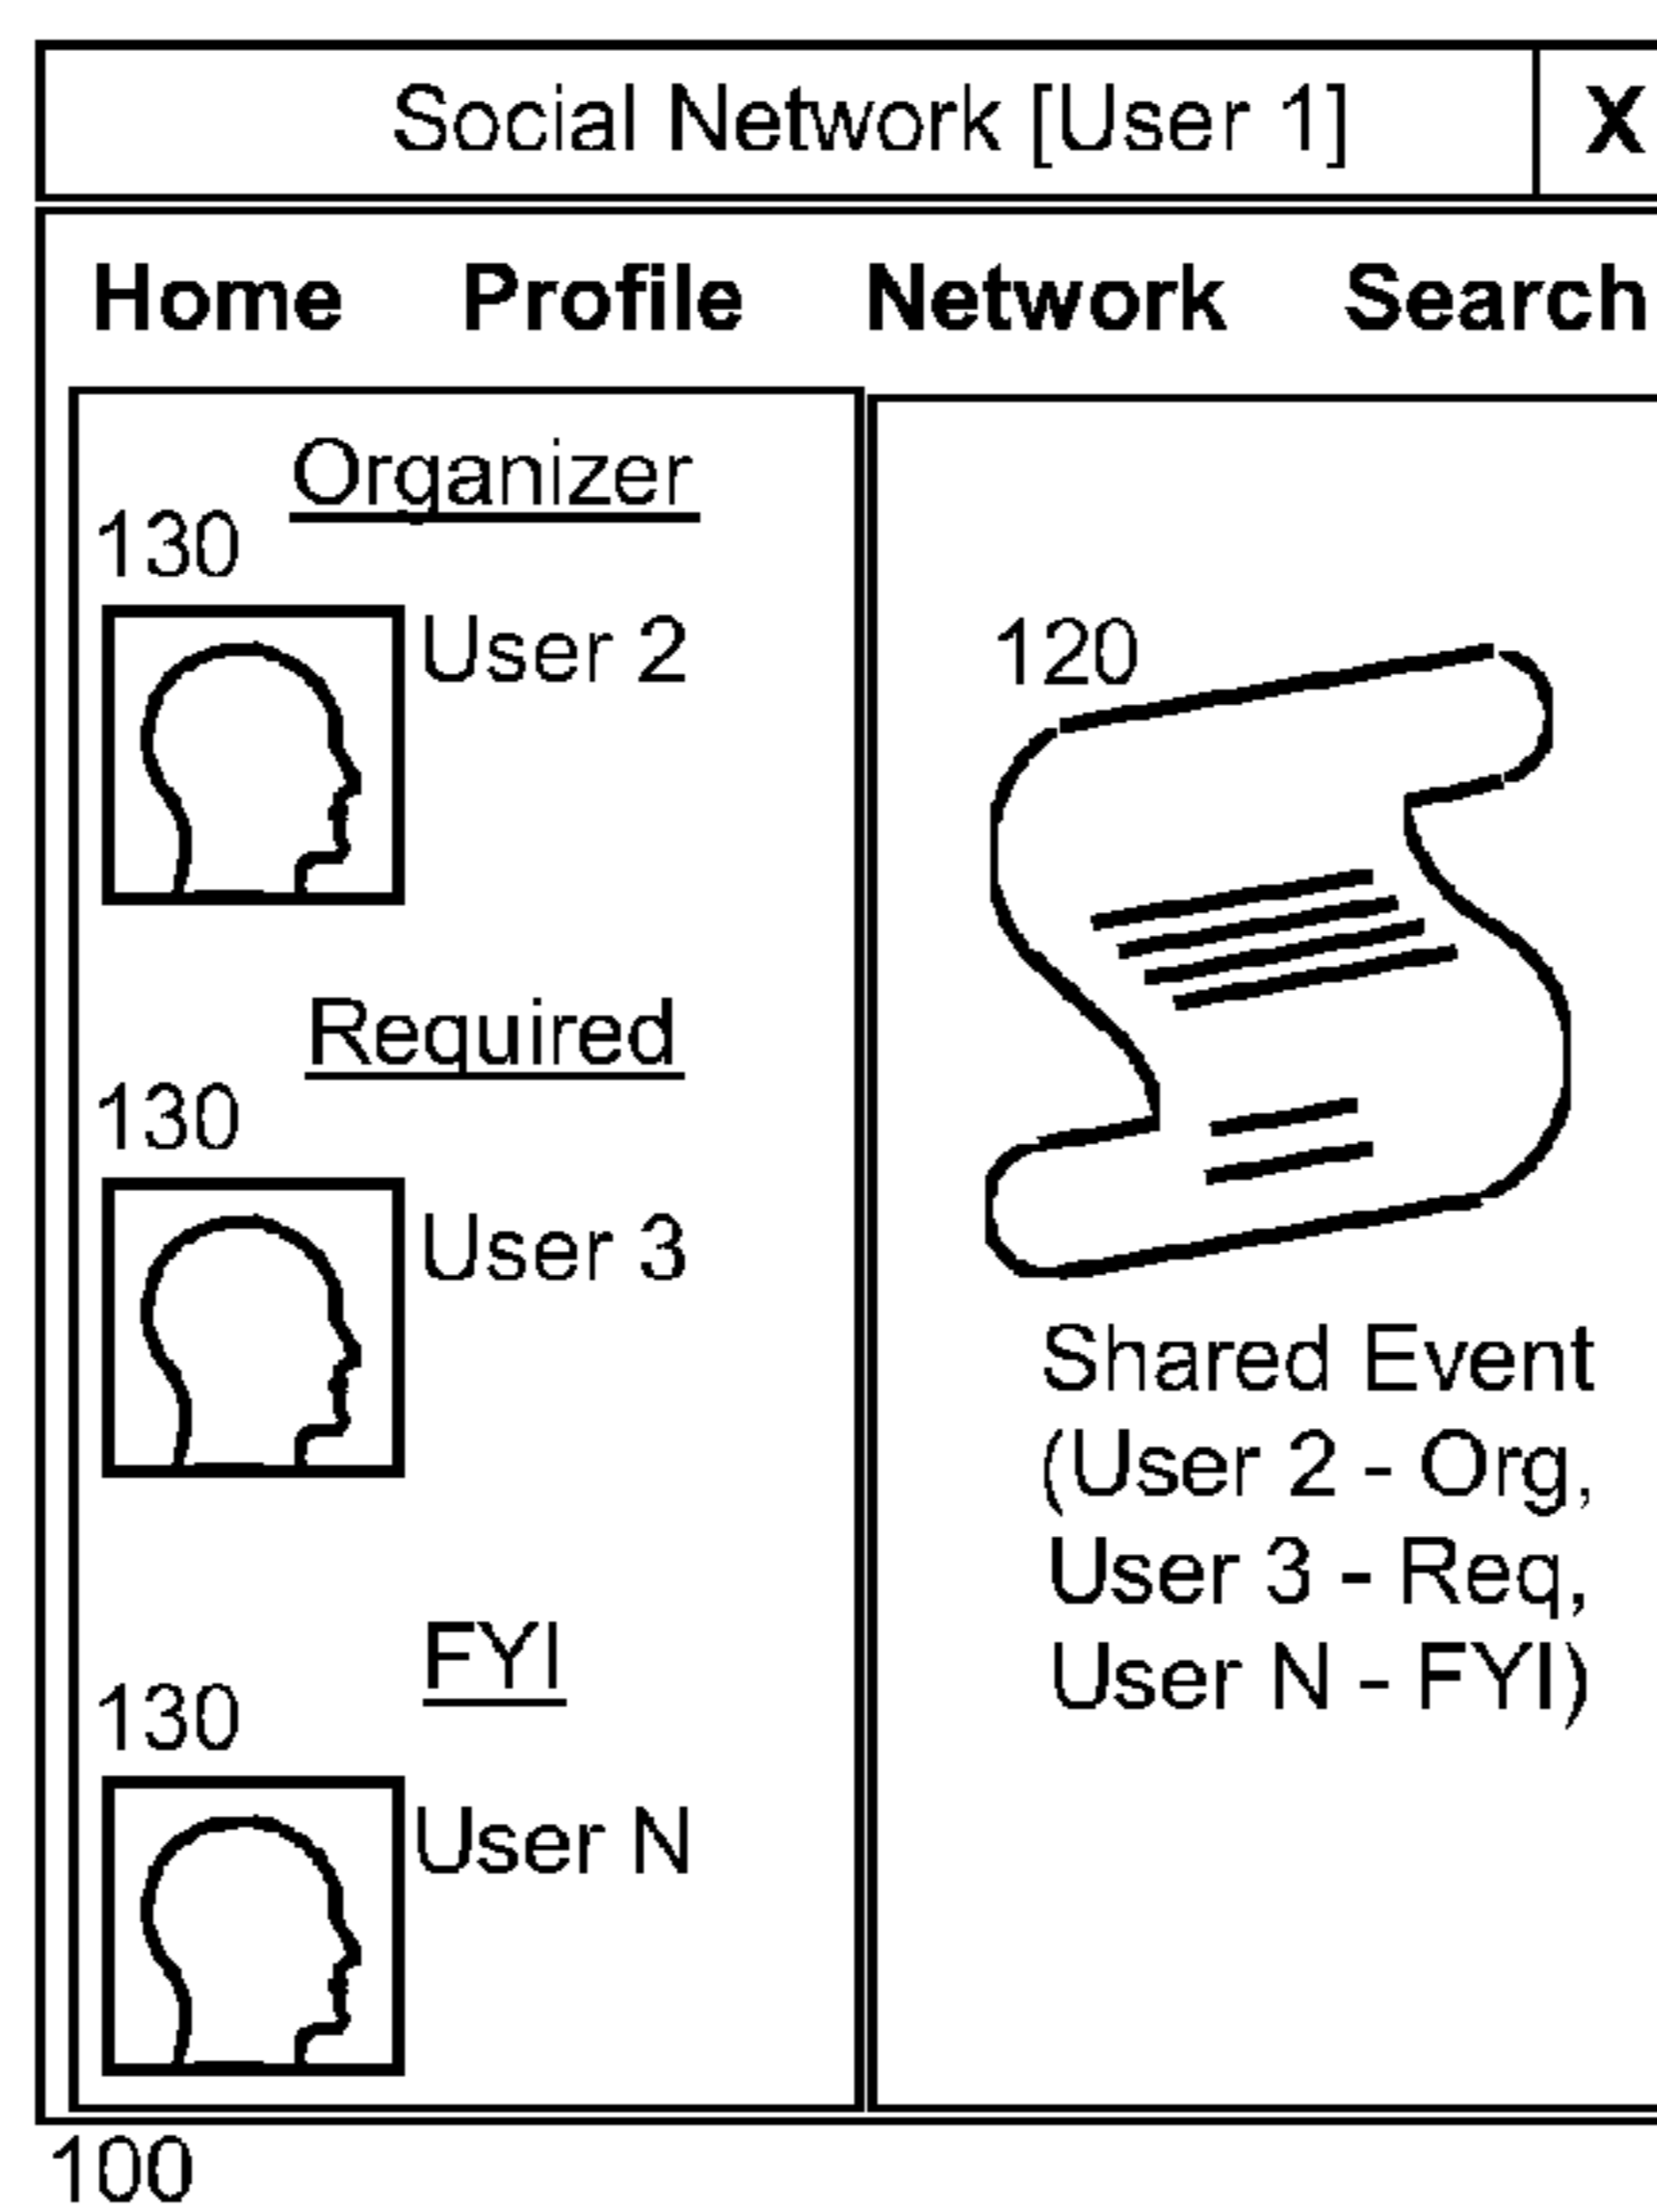 Social Network [User 1] X
Home Profile Network Search
Organizer
130
User 2
Required
130
User 3
FYI
130
User N
120
Shared Event
(User 2 - Org,
User 3 - Req,
User N - FYI)
100